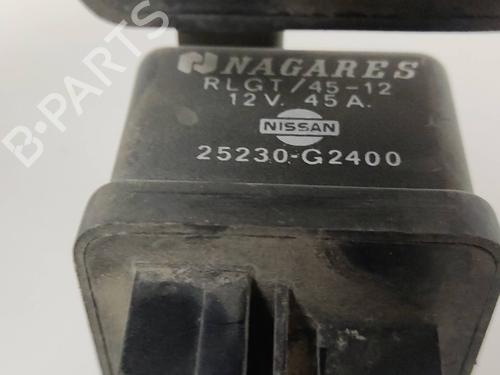 NAGARES
RLGT/45-12
12V. 45A.
NISSAN
25230-G2400
B-PARTS